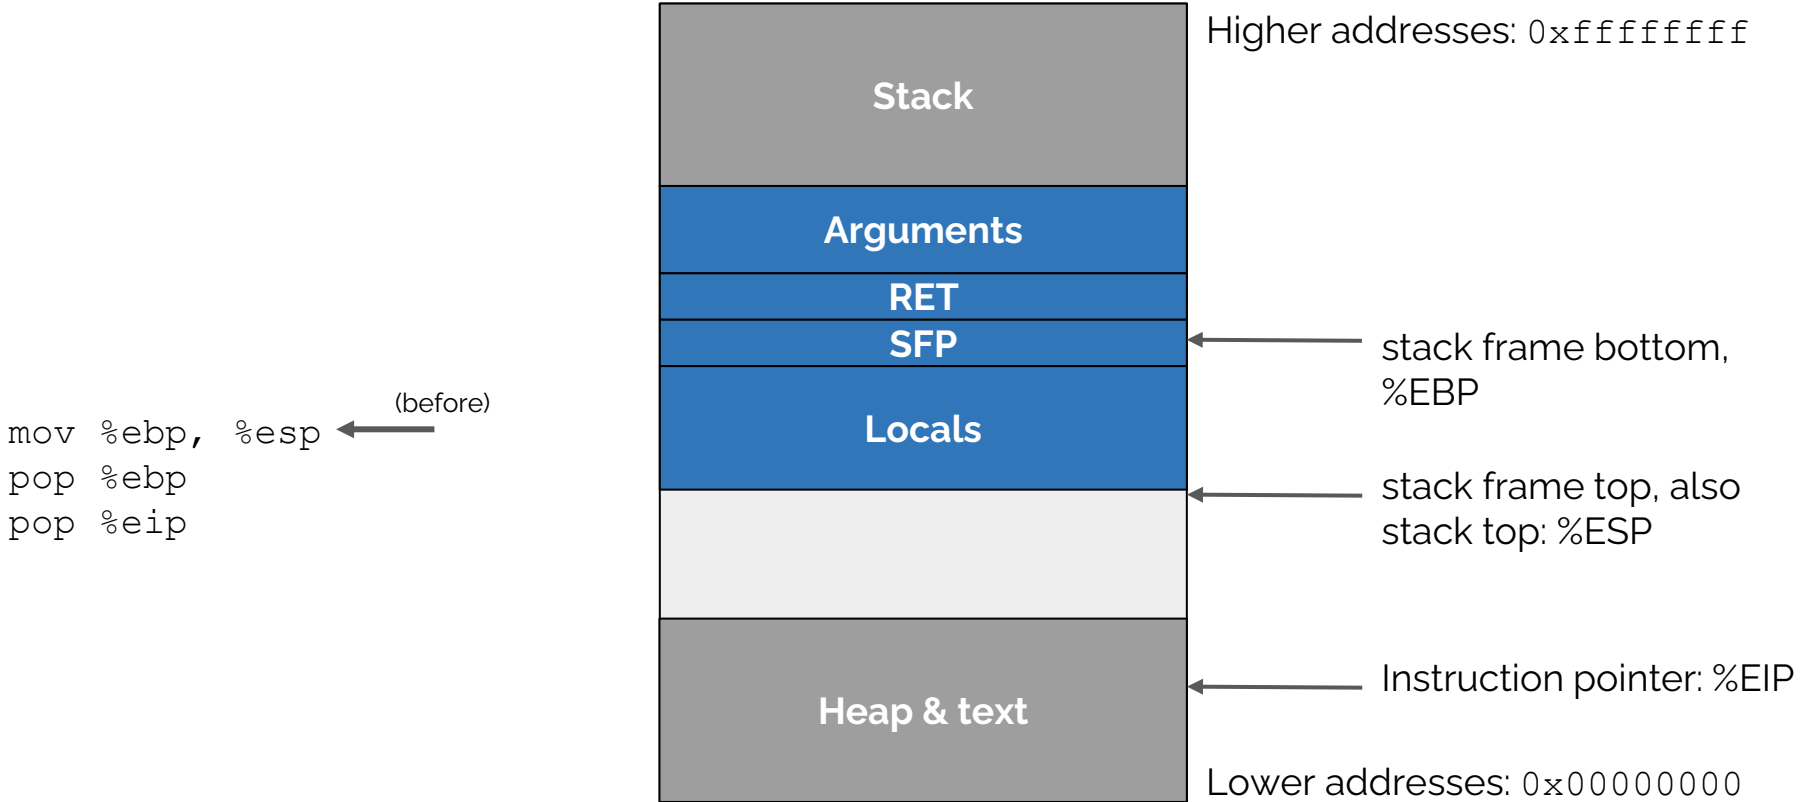 Higher addresses: 0xffffffff
Stack
Arguments
RET
SFP
stack frame bottom,
%EBP
(before)
mov %ebp, %esp
pop %ebp
pop %eip
Locals
stack frame top, also
stack top: %ESP
Instruction pointer: %EIP
Heap & text
Lower addresses: 0x00000000